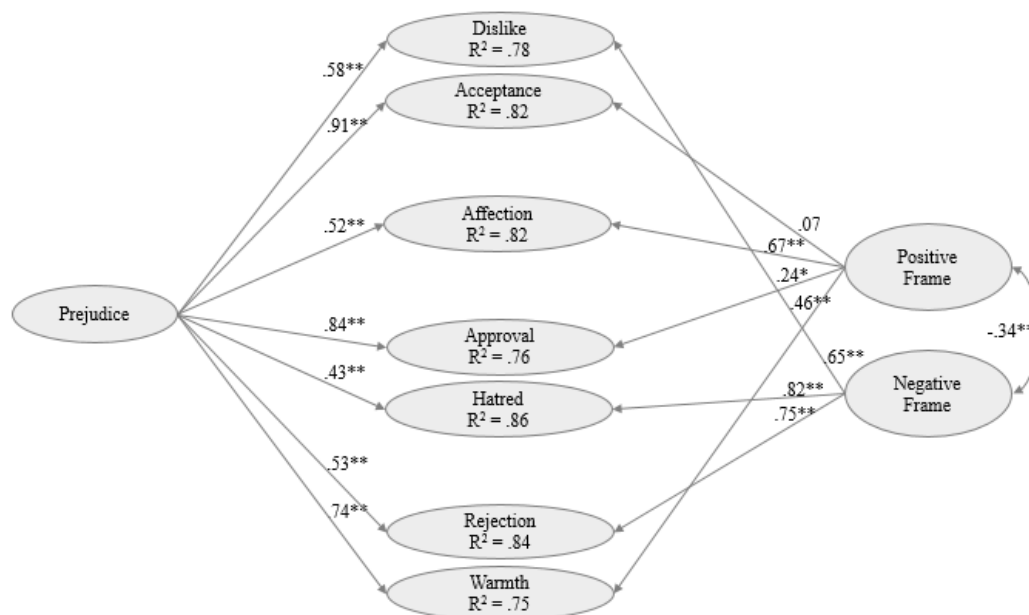 Dislike
R² = .78
.58**
Acceptance
R² = .82
.91**
Affection
R² = .82
.52**
.07
.67**
Positive
Frame
.24*
.46**
Prejudice
Approval
R² = .76
.84**
-.34**
.43**
.65**
Hatred
R² = .86
.82**
.75**
Negative
Frame
.53**
.74**
Rejection
R² = .84
Warmth
R² = .75